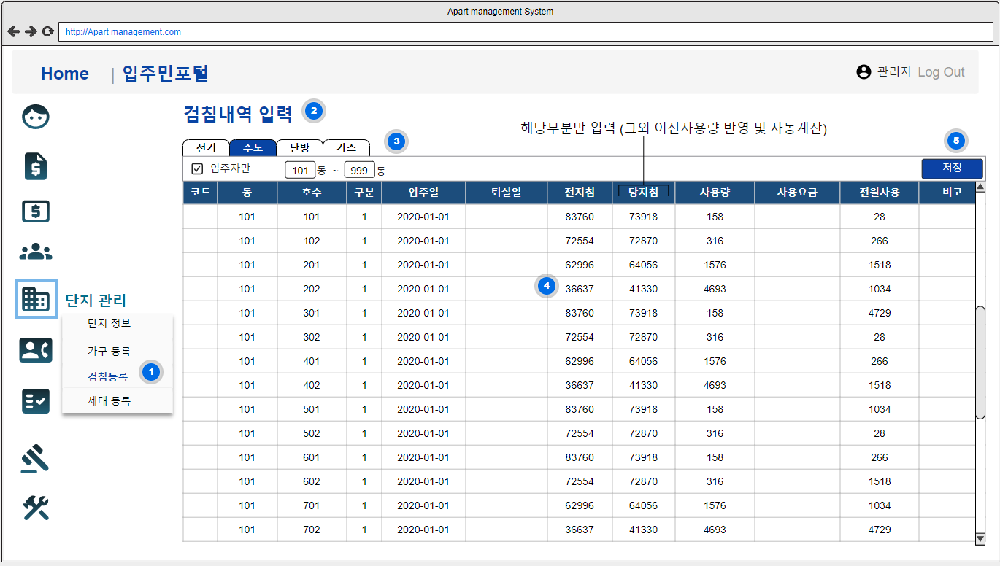 Apart management System
http://Apart management.com
Home | 입주민포털
관리자 Log Out
검침내역 입력 2
해당부분만 입력 (그외 이전사용량 반영 및 자동계산)
전기 수도 난방 가스 3
5
입주자만 101 동 ~ 999 동 저장
코드 동 호수 구분 입주일 퇴실일 전지침 당지침 사용량 사용요금 전월사용 비고
101 101 1 2020-01-01 83760 73918 158 28
101 102 1 2020-01-01 72554 72870 316 266
101 201 1 2020-01-01 62996 64056 1576 1518
101 202 1 2020-01-01 4 36637 41330 4693 1034
101 301 1 2020-01-01 83760 73918 158 4729
101 302 1 2020-01-01 72554 72870 316 28
101 401 1 2020-01-01 62996 64056 1576 266
101 402 1 2020-01-01 36637 41330 4693 1518
101 501 1 2020-01-01 83760 73918 158 1034
101 502 1 2020-01-01 72554 72870 316 28
101 601 1 2020-01-01 83760 73918 158 266
101 602 1 2020-01-01 72554 72870 316 1518
101 701 1 2020-01-01 62996 64056 1576 1034
101 702 1 2020-01-01 36637 41330 4693 4729
단지 관리
단지 정보
가구 등록
검침등록 1
세대 등록